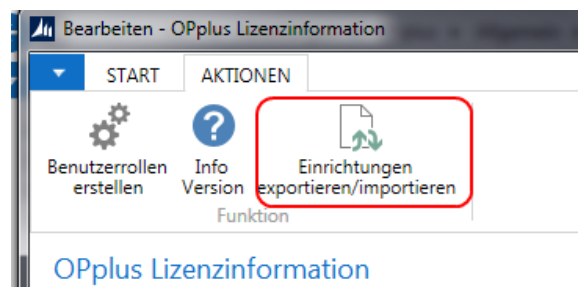 Bearbeiten - OPplus Lizenzinformation
START AKTIONEN
Benutzerrollen erstellen
Info Version
Einrichtungen exportieren/importieren
Funktion
OPplus Lizenzinformation